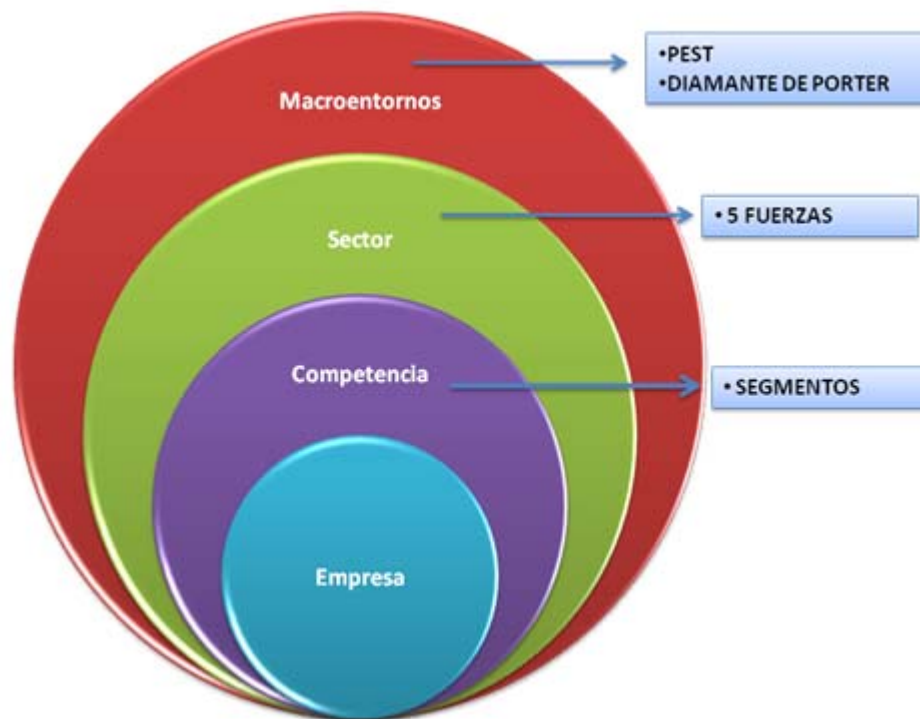 •PEST
•DIAMANTE DE PORTER
Macroentornos
• 5 FUERZAS
Sector
Competencia
• SEGMENTOS
Empresa